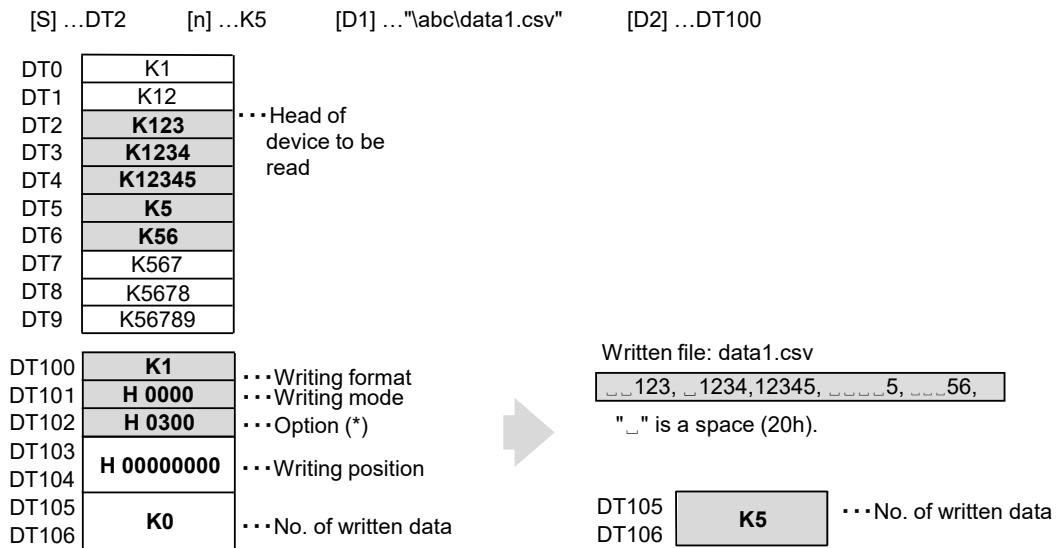 [S] …DT2 [n] …K5 [D1] …"\abc\data1.csv" [D2] …DT100
DT0 K1
DT1 K12
DT2 K123 ･･･Head of
device to be
read
DT3 K1234
DT4 K12345
DT5 K5
DT6 K56
DT7 K567
DT8 K5678
DT9 K56789
DT100 K1 ･･･Writing format
DT101 H 0000 ･･･Writing mode
DT102 H 0300 ･･･Option (*)
DT103
DT104 H 00000000 ･･･Writing position
DT105
DT106 K0 ･･･No. of written data
Written file: data1.csv
␣␣123, ␣1234,12345, ␣␣␣␣5, ␣␣␣56,
"␣" is a space (20h).
DT105
DT106 K5 ･･･No. of written data